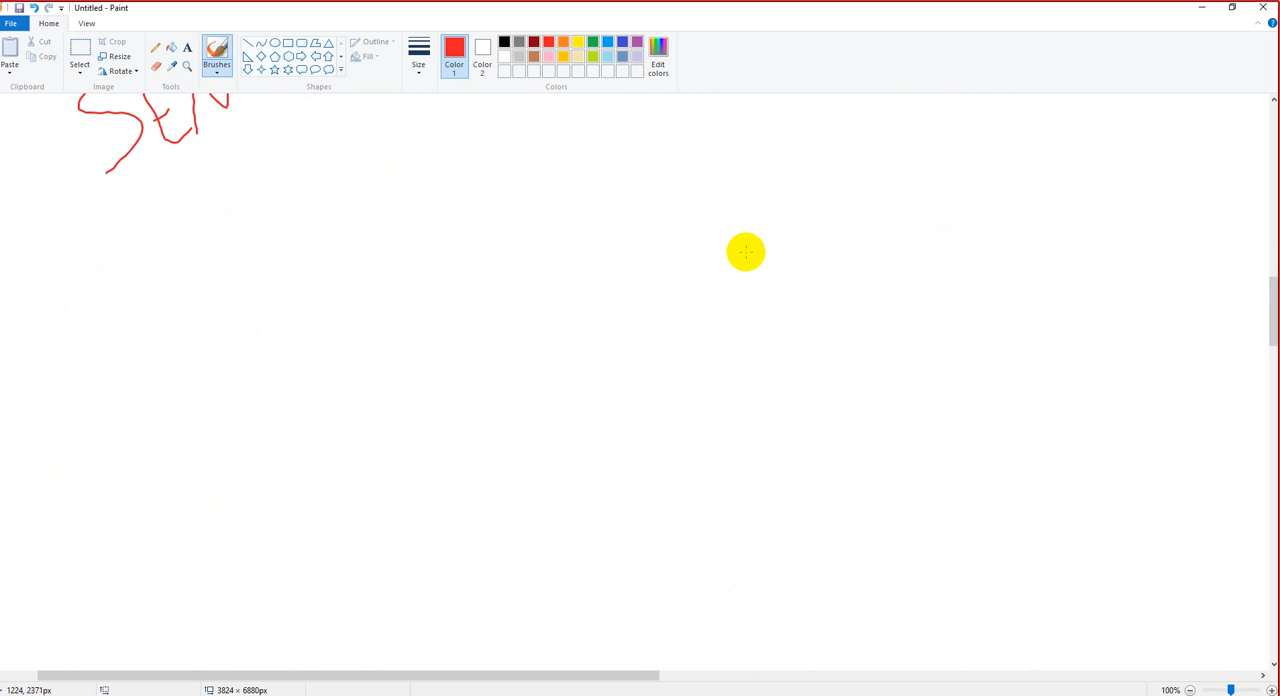 Untitled - Paint
File Home View
Paste Cut Copy Clipboard
Select Crop Resize Rotate Image
Tools
Brushes
Outline Fill Shapes
Size
Color 1 Color 2 Edit colors Colors
1224, 2371px 3824 × 6880px 100%